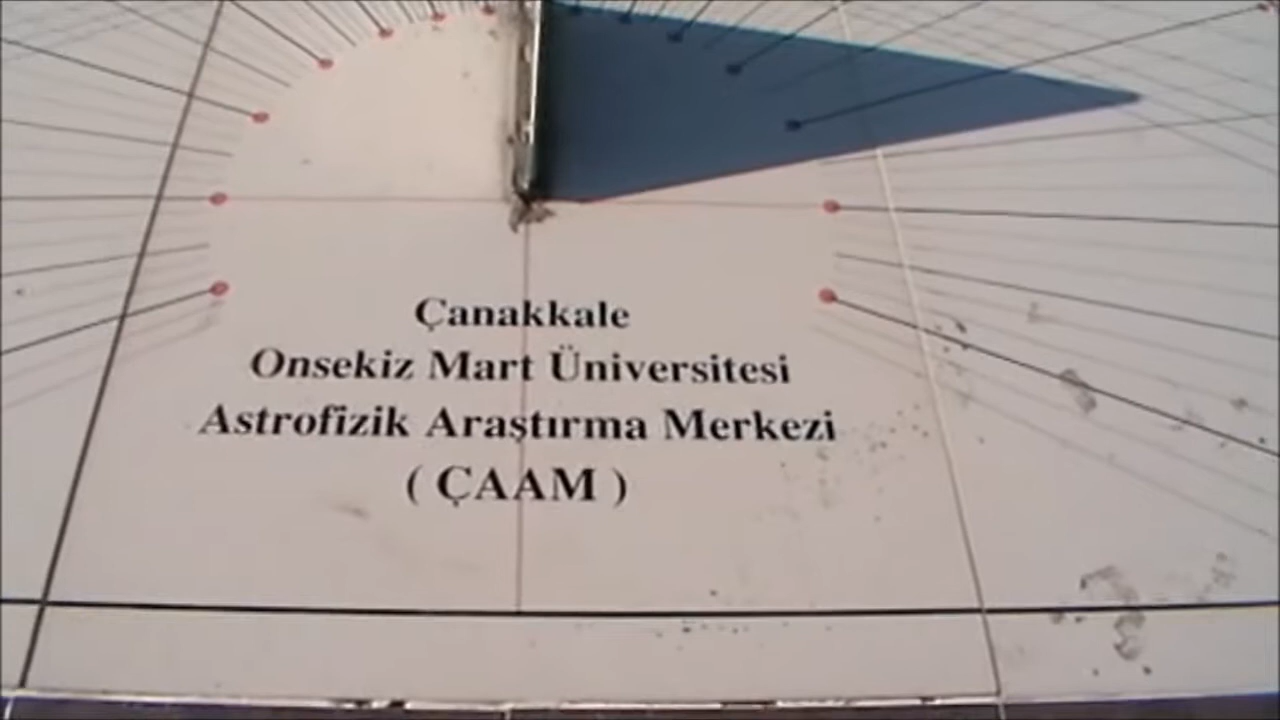 Çanakkale
Onsekiz Mart Üniversitesi
Astrofizik Araştırma Merkezi
( ÇAAM )